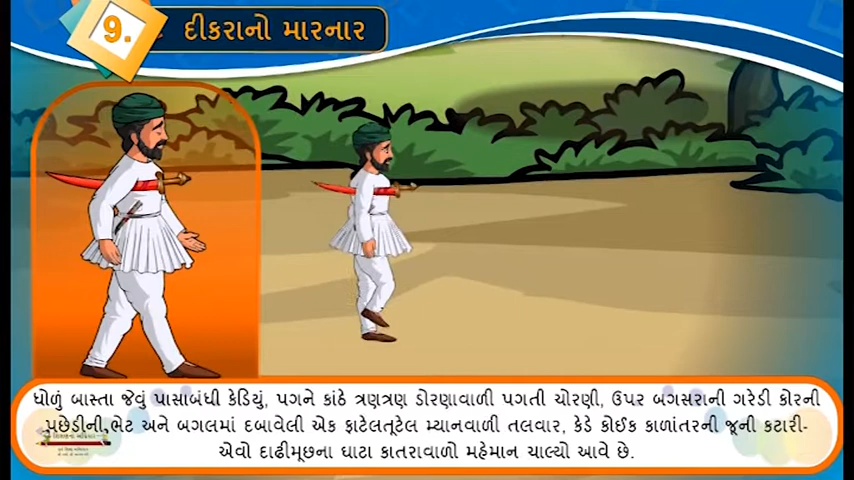 9. દીકરાનો મારનાર
ધોળું બાસ્તા જેવું પાસાબંધી કેડિયું, પગને કાંઠે ત્રણત્રણ ડોરણાવાળી પગતી ચોરણી, ઉપર બગસરાની ગરેડી કોરની
પછેડીની ભેટ અને બગલમાં દબાવેલી એક ફાટેલતૂટેલ મ્યાનવાળી તલવાર, કેડે કોઈક કાળાંતરની જૂની કટારી-
એવો દાઢીમૂછના ઘાટા કાતરાવાળો મહેમાન ચાલ્યો આવે છે.